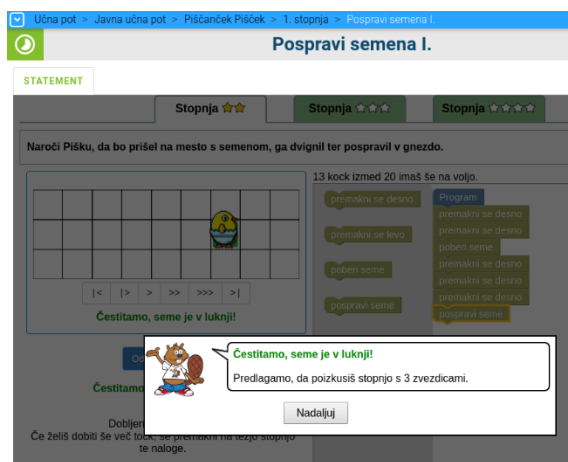 Učna pot > Javna učna pot > Piščanček Pišček > 1. stopnja > Pospravi semena I.
Pospravi semena I.
STATEMENT
Stopnja
Stopnja
Stopnja
Naroči Pišku, da bo prišel na mesto s semenom, ga dvignil ter pospravil v gnezdo.
13 kock izmed 20 imaš še na voljo.
premakni se desno
premakni se levo
poberi seme
pospravi seme
Program
premakni se desno
premakni se desno
poberi seme
premakni se desno
premakni se desno
premakni se desno
pospravi seme
|< |> > >> >>> >|
Čestitamo, seme je v luknji!
Čestitamo, seme je v luknji!
Predlagamo, da poizkusiš stopnjo s 3 zvezdicami.
Nadaljuj
Čestitamo
Če želiš dobiti še več točk, se premakni na težjo stopnjo
te naloge.